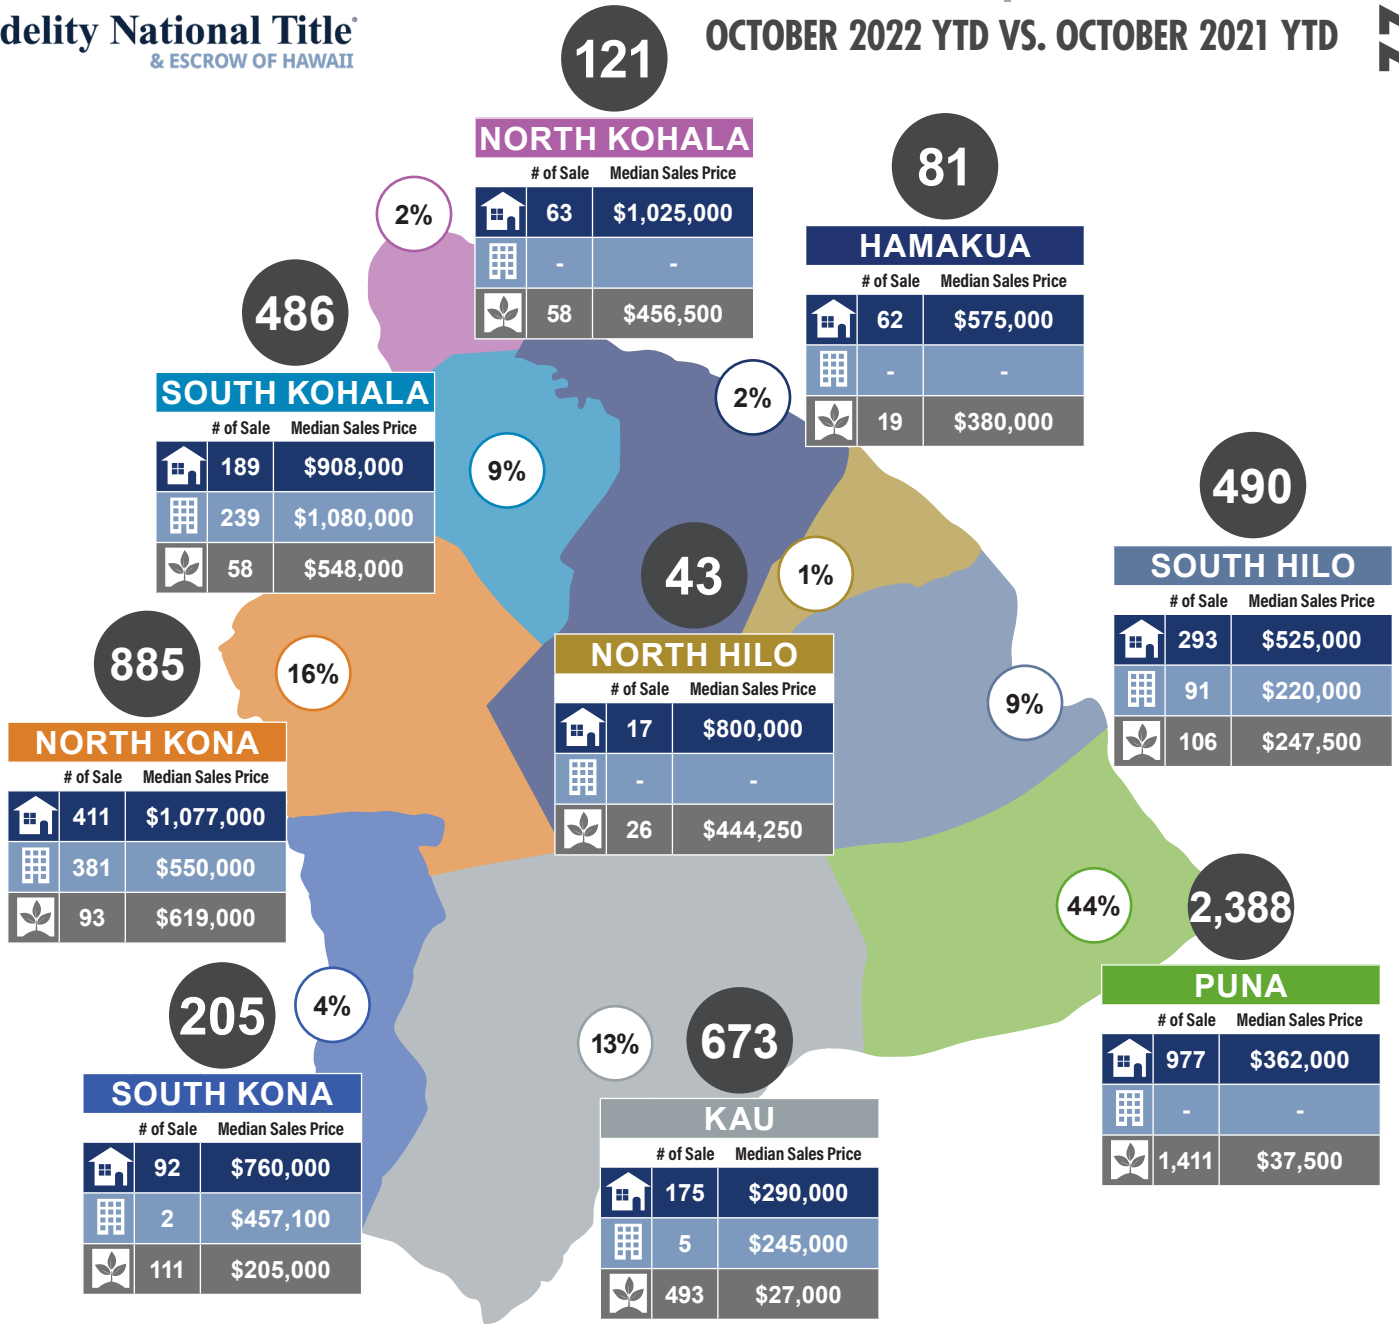 delity National Title®
& ESCROW OF HAWAII
OCTOBER 2022 YTD VS. OCTOBER 2021 YTD
121
NORTH KOHALA
# of Sale Median Sales Price
63 $1,025,000
- -
58 $456,500
2%
81
HAMAKUA
# of Sale Median Sales Price
62 $575,000
- -
19 $380,000
2%
486
SOUTH KOHALA
# of Sale Median Sales Price
189 $908,000
239 $1,080,000
58 $548,000
9%
490
SOUTH HILO
# of Sale Median Sales Price
293 $525,000
91 $220,000
106 $247,500
9%
43
1%
NORTH HILO
# of Sale Median Sales Price
17 $800,000
- -
26 $444,250
885
16%
NORTH KONA
# of Sale Median Sales Price
411 $1,077,000
381 $550,000
93 $619,000
44%
2,388
PUNA
# of Sale Median Sales Price
977 $362,000
- -
1,411 $37,500
205
4%
SOUTH KONA
# of Sale Median Sales Price
92 $760,000
2 $457,100
111 $205,000
13%
673
KAU
# of Sale Median Sales Price
175 $290,000
5 $245,000
493 $27,000